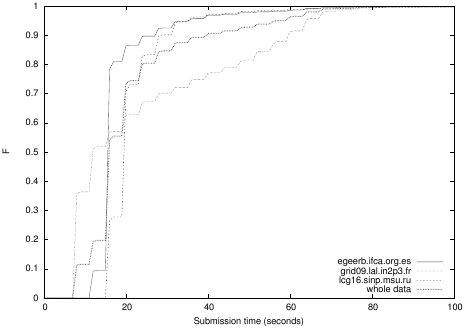 1
0.9
0.8
0.7
0.6
0.5
0.4
0.3
0.2
0.1
0
F
egeerb.ifca.org.es
grid09.lal.in2p3.fr
lcg16.sinp.msu.ru
whole data
0 20 40 60 80 100
Submission time (seconds)